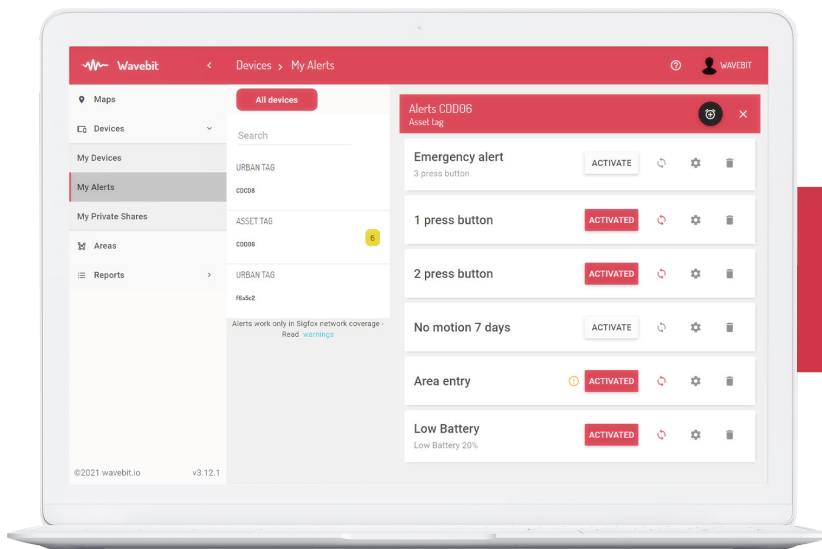 Wavebit
Devices > My Alerts
WAVEBIT
Maps
Devices
My Devices
My Alerts
My Private Shares
Areas
Reports
©2021 wavebit.io
v3.12.1
All devices
Search
URBAN TAG
CDCD8
ASSET TAG
CDD06
6
URBAN TAG
f6a5c2
Alerts work only in Sigfox network coverage -
Read warnings
Alerts CDD06
Asset tag
Emergency alert
3 press button
ACTIVATE
1 press button
ACTIVATED
2 press button
ACTIVATED
No motion 7 days
ACTIVATE
Area entry
ACTIVATED
Low Battery
Low Battery 20%
ACTIVATED